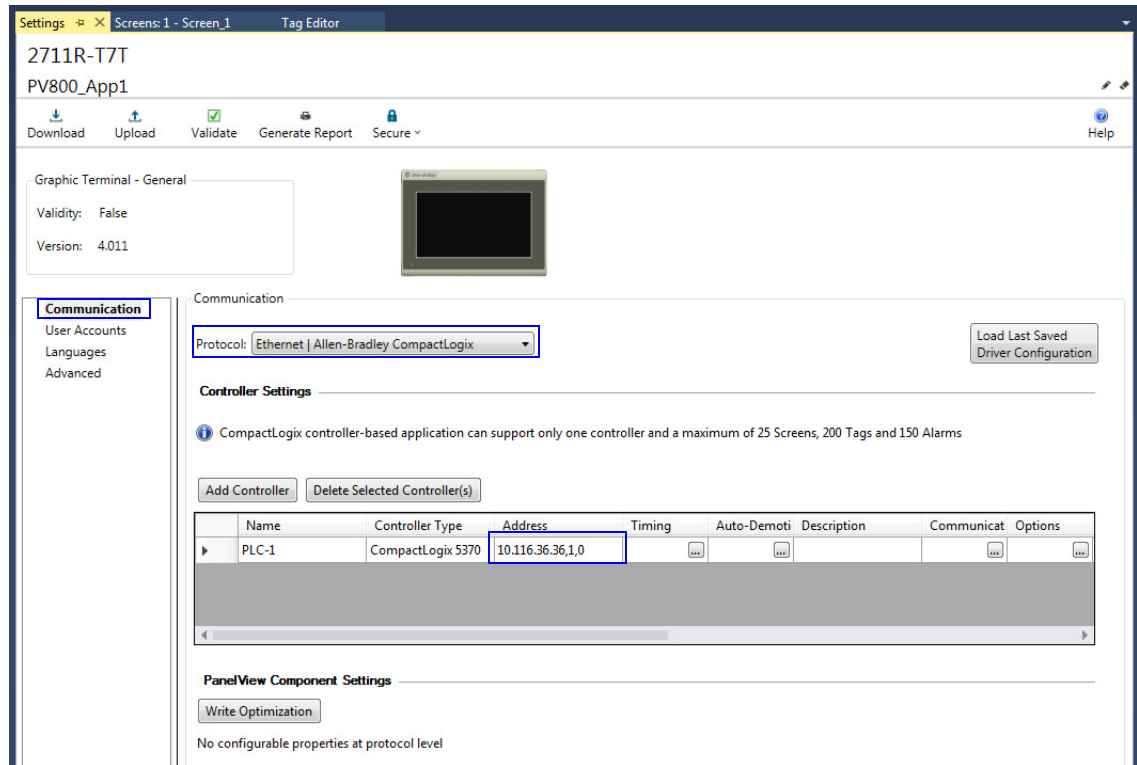 Settings
Screens: 1 - Screen_1
Tag Editor
2711R-T7T
PV800_App1
Download
Upload
Validate
Generate Report
Secure
Help
Graphic Terminal - General
Validity: False
Version: 4.011
Communication
User Accounts
Languages
Advanced
Communication
Protocol: Ethernet | Allen-Bradley CompactLogix
Load Last Saved
Driver Configuration
Controller Settings
CompactLogix controller-based application can support only one controller and a maximum of 25 Screens, 200 Tags and 150 Alarms
Add Controller
Delete Selected Controller(s)
Name Controller Type Address Timing Auto-Demoti Description Communicat Options
PLC-1 CompactLogix 5370 10.116.36.36,1,0 ... ... ... ...
PanelView Component Settings
Write Optimization
No configurable properties at protocol level